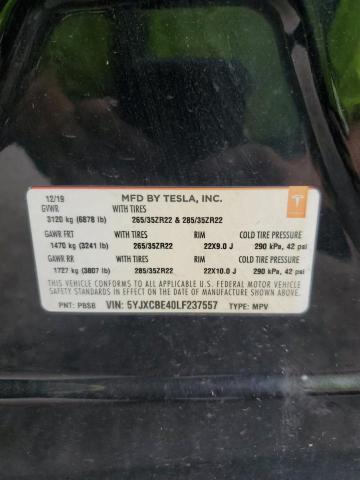 12/19 MFD BY TESLA, INC.
GVWR WITH TIRES
3120 kg (6878 lb) 265/35ZR22 & 285/35ZR22
GAWR FRT WITH TIRES RIM COLD TIRE PRESSURE
1470 kg (3241 lb) 265/35ZR22 22X9.0 J 290 kPa, 42 psi
GAWR RR WITH TIRES RIM COLD TIRE PRESSURE
1727 kg (3807 lb) 285/35ZR22 22X10.0 J 290 kPa, 42 psi
THIS VEHICLE CONFORMS TO ALL APPLICABLE U.S. FEDERAL MOTOR VEHICLE
SAFETY STANDARDS IN EFFECT ON THE DATE OF MANUFACTURE SHOWN ABOVE.
PNT: PBSB VIN: 5YJXCBE40LF237557 TYPE: MPV